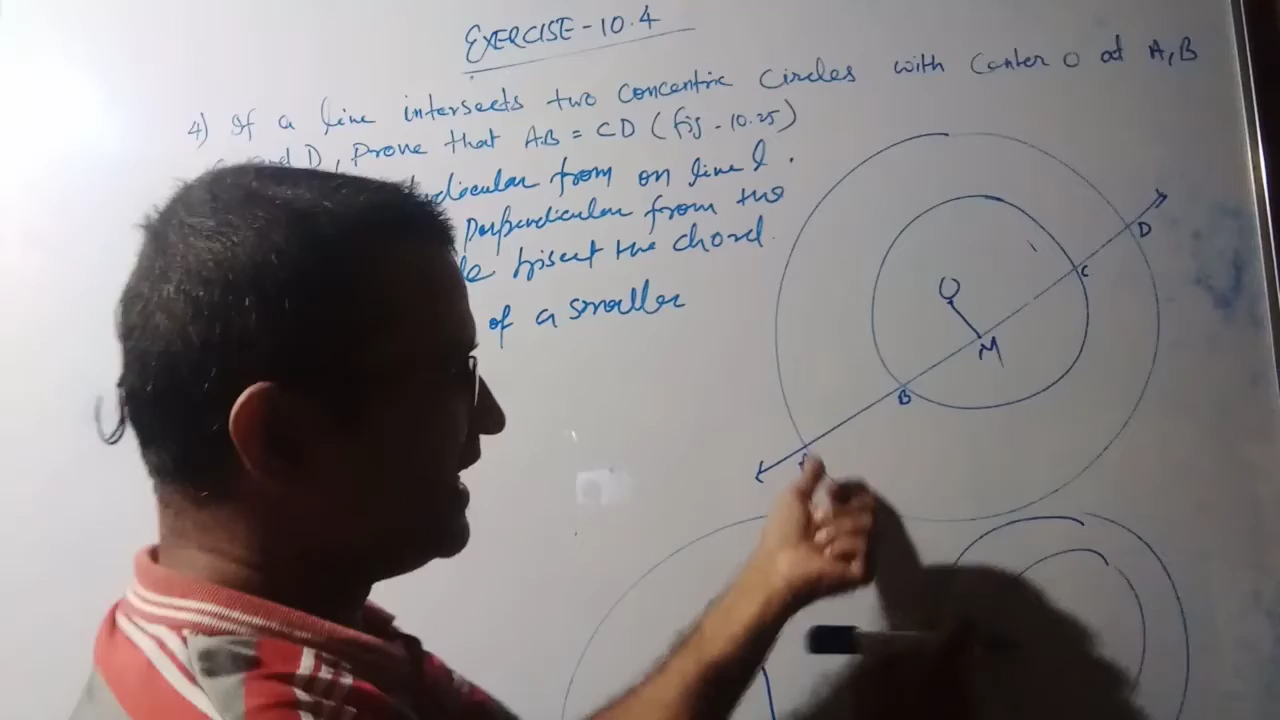 EXERCISE - 10.4
4) If a line intersects two concentric circles with Center O at A, B
and D, Prove that AB = CD (fig - 10.25)
from on line l.
Perpendicular from the
bisect the chord.
of a smaller
O
M
B
C
D